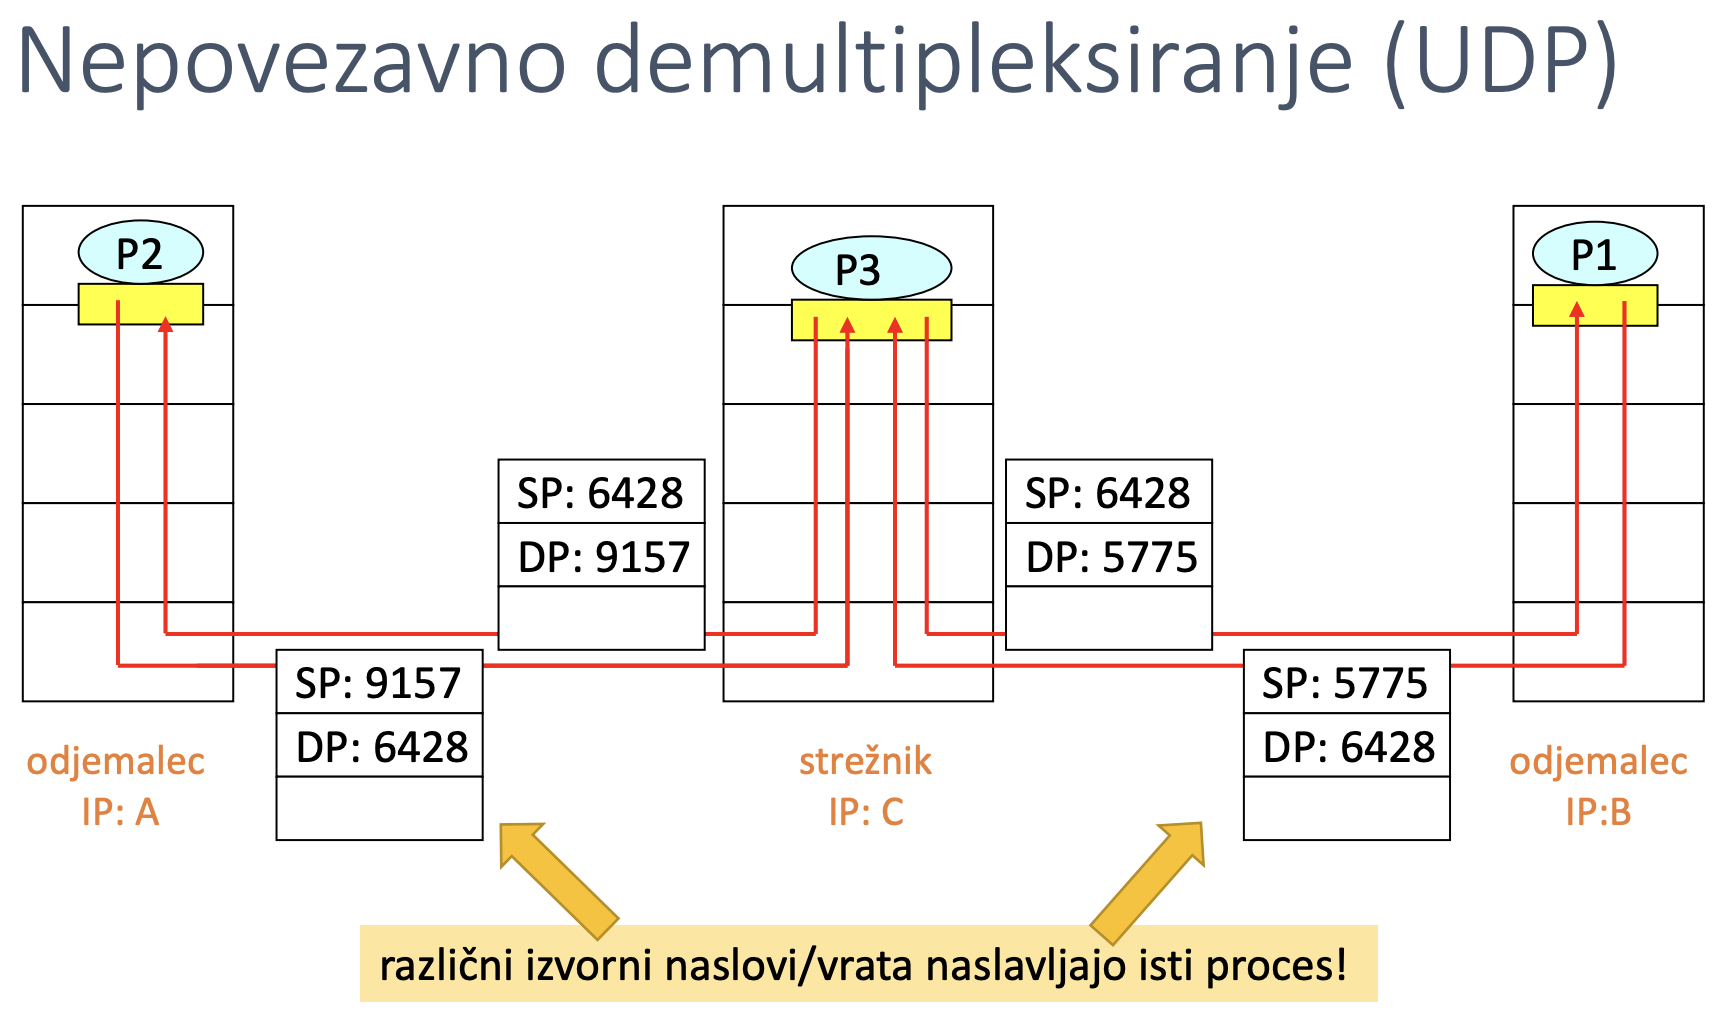 Nepovezavno demultipleksiranje (UDP)
P2
P3
P1
SP: 6428
DP: 9157
SP: 6428
DP: 5775
SP: 9157
DP: 6428
SP: 5775
DP: 6428
odjemalec
IP: A
strežnik
IP: C
odjemalec
IP:B
različni izvorni naslovi/vrata naslavljajo isti proces!